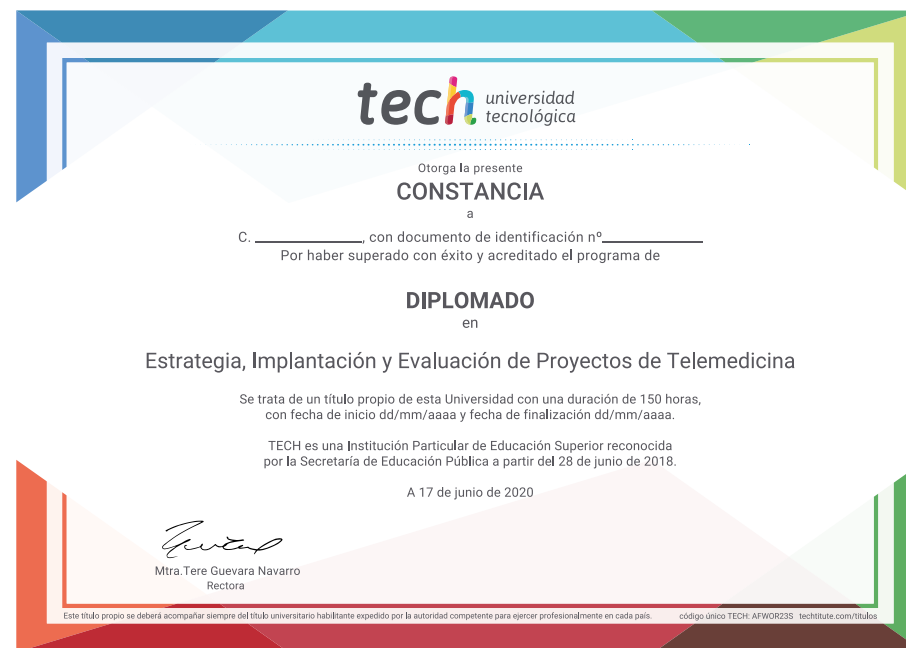 tech universidad
tecnológica
Otorga la presente
CONSTANCIA
a
C. ____________, con documento de identificación nº____________
Por haber superado con éxito y acreditado el programa de
DIPLOMADO
en
Estrategia, Implantación y Evaluación de Proyectos de Telemedicina
Se trata de un título propio de esta Universidad con una duración de 150 horas,
con fecha de inicio dd/mm/aaaa y fecha de finalización dd/mm/aaaa.
TECH es una Institución Particular de Educación Superior reconocida
por la Secretaría de Educación Pública a partir del 28 de junio de 2018.
A 17 de junio de 2020
Mtra.Tere Guevara Navarro
Rectora
Este título propio se deberá acompañar siempre del título universitario habilitante expedido por la autoridad competente para ejercer profesionalmente en cada país. código único TECH: AFWOR23S techtitute.com/titulos